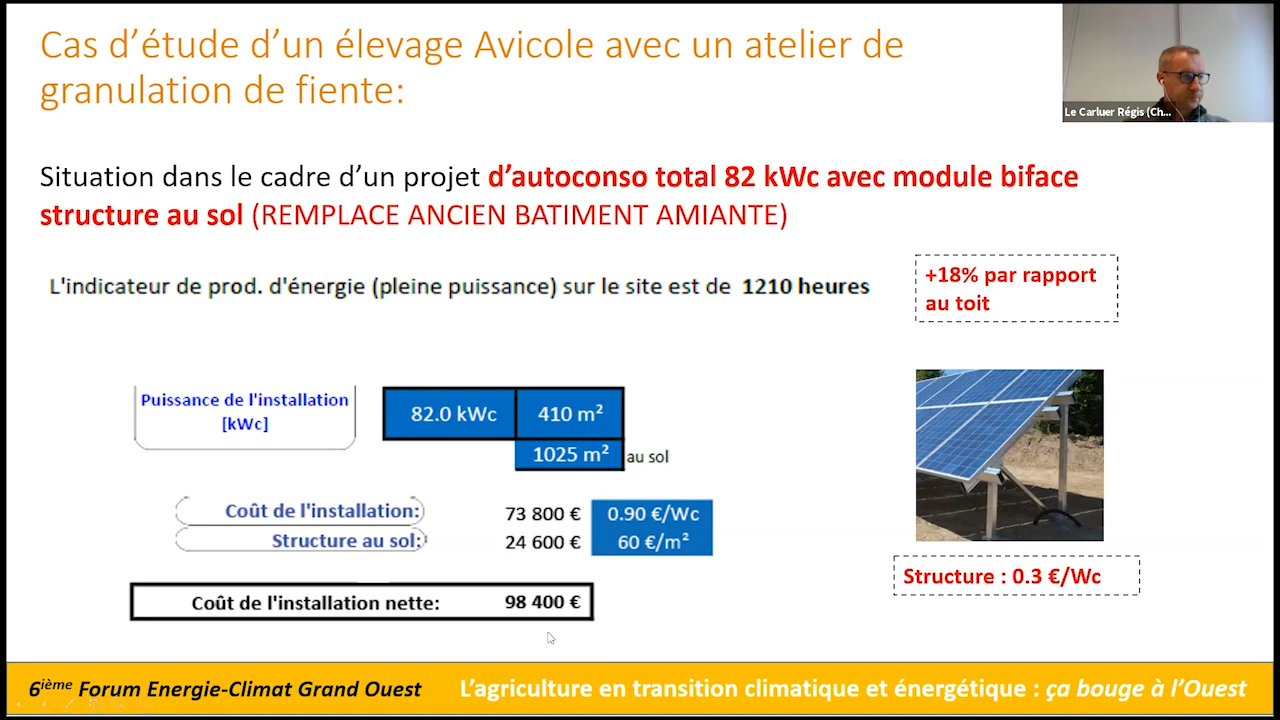 Cas d'étude d'un élevage Avicole avec un atelier de
granulation de fiente:
Le Carluer Régis (Ch...
Situation dans le cadre d'un projet d'autoconso total 82 kWc avec module biface
structure au sol (REMPLACE ANCIEN BATIMENT AMIANTE)
L'indicateur de prod. d'énergie (pleine puissance) sur le site est de 1210 heures
+18% par rapport
au toit
Puissance de l'installation
[kWc]
82.0 kWc 410 m²
1025 m² au sol
Coût de l'installation: 73 800 € 0.90 €/Wc
Structure au sol: 24 600 € 60 €/m²
Structure : 0.3 €/Wc
Coût de l'installation nette: 98 400 €
6ième Forum Energie-Climat Grand Ouest L'agriculture en transition climatique et énergétique : ça bouge à l'Ouest